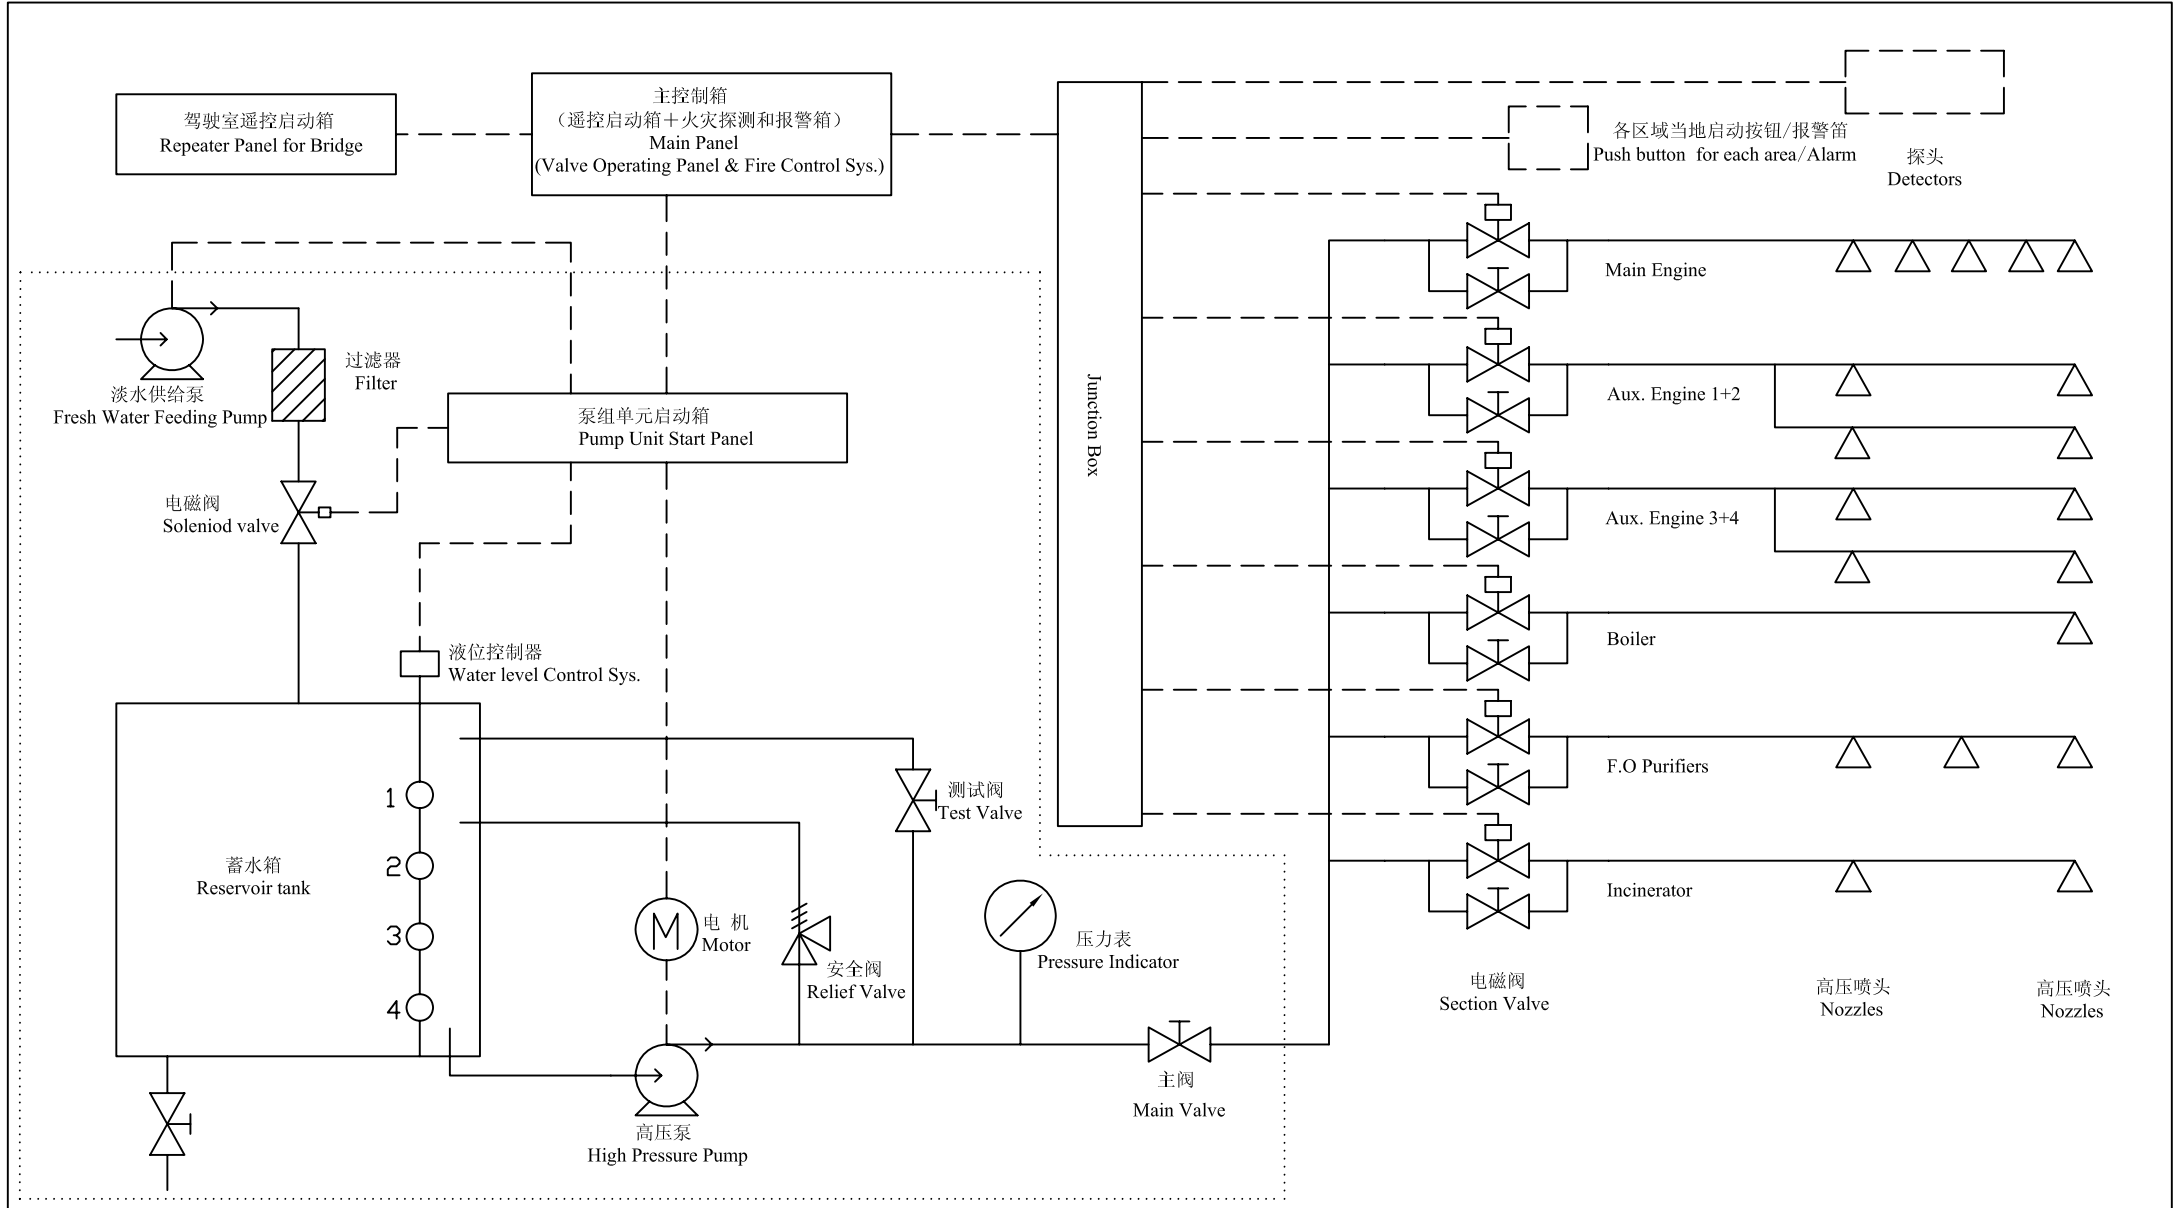 驾驶室遥控启动箱
Repeater Panel for Bridge
主控制箱
（遥控启动箱＋火灾探测和报警箱）
Main Panel
(Valve Operating Panel & Fire Control Sys.)
各区域当地启动按钮/报警笛
Push button for each area/Alarm
探头
Detectors
Main Engine
过滤器
Filter
淡水供给泵
Fresh Water Feeding Pump
泵组单元启动箱
Pump Unit Start Panel
Junction Box
Aux. Engine 1+2
电磁阀
Soleniod valve
Aux. Engine 3+4
液位控制器
Water level Control Sys.
Boiler
F.O Purifiers
1
2
3
4
蓄水箱
Reservoir tank
测试阀
Test Valve
Incinerator
M
电 机
Motor
安全阀
Relief Valve
压力表
Pressure Indicator
电磁阀
Section Valve
高压喷头
Nozzles
高压喷头
Nozzles
主阀
Main Valve
高压泵
High Pressure Pump